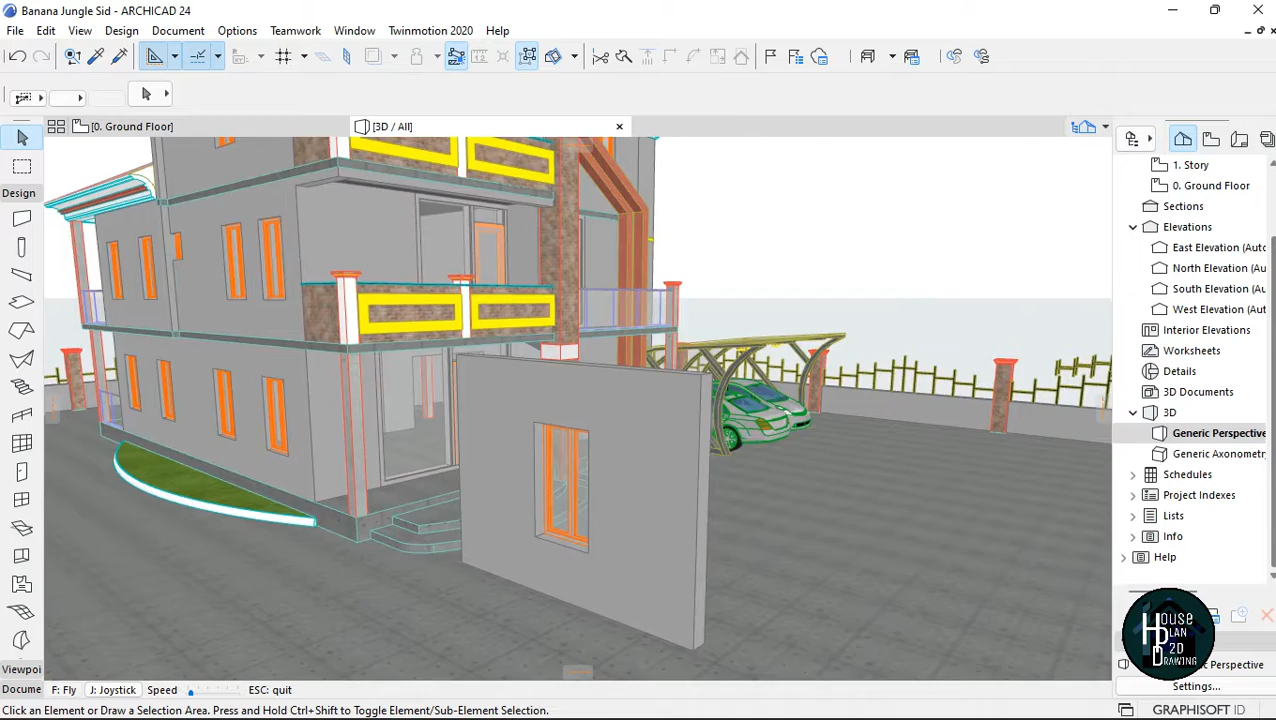 Banana Jungle Sid - ARCHICAD 24
File Edit View Design Document Options Teamwork Window Twinmotion 2020 Help
[0. Ground Floor]
[3D / All]
Design
1. Story
0. Ground Floor
Sections
Elevations
East Elevation (Aut
North Elevation (Au
South Elevation (Au
West Elevation (Aut
Interior Elevations
Worksheets
Details
3D Documents
3D
Generic Perspective
Generic Axonometr
Schedules
Project Indexes
Lists
Info
Help
House
PLAN
2D
DRAWING
Viewpoi
Perspective
F: Fly J: Joystick Speed ESC: quit
Docume
Settings...
Click an Element or Draw a Selection Area. Press and Hold Ctrl+Shift to Toggle Element/Sub-Element Selection.
GRAPHISOFT ID